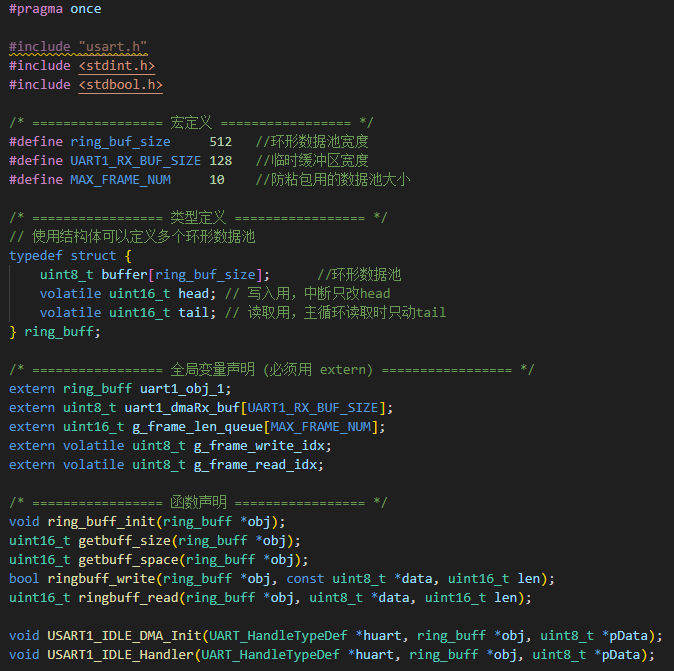 #pragma once
#include "usart.h"
#include <stdint.h>
#include <stdbool.h>
/* ================= 宏定义 ================= */
#define ring_buf_size     512   //环形数据池宽度
#define UART1_RX_BUF_SIZE 128   //临时缓冲区宽度
#define MAX_FRAME_NUM     10    //防粘包用的数据池大小
/* ================= 类型定义 ================= */
// 使用结构体可以定义多个环形数据池
typedef struct {
    uint8_t buffer[ring_buf_size];      //环形数据池
    volatile uint16_t head; // 写入用，中断只改head
    volatile uint16_t tail; // 读取用，主循环读取时只动tail
} ring_buff;
/* ================= 全局变量声明 (必须用 extern) ================= */
extern ring_buff uart1_obj_1;
extern uint8_t uart1_dmaRx_buf[UART1_RX_BUF_SIZE];
extern uint16_t g_frame_len_queue[MAX_FRAME_NUM];
extern volatile uint8_t g_frame_write_idx;
extern volatile uint8_t g_frame_read_idx;
/* ================= 函数声明 ================= */
void ring_buff_init(ring_buff *obj);
uint16_t getbuff_size(ring_buff *obj);
uint16_t getbuff_space(ring_buff *obj);
bool ringbuff_write(ring_buff *obj, const uint8_t *data, uint16_t len);
uint16_t ringbuff_read(ring_buff *obj, uint8_t *data, uint16_t len);
void USART1_IDLE_DMA_Init(UART_HandleTypeDef *huart, ring_buff *obj, uint8_t *pData);
void USART1_IDLE_Handler(UART_HandleTypeDef *huart, ring_buff *obj, uint8_t *pData);